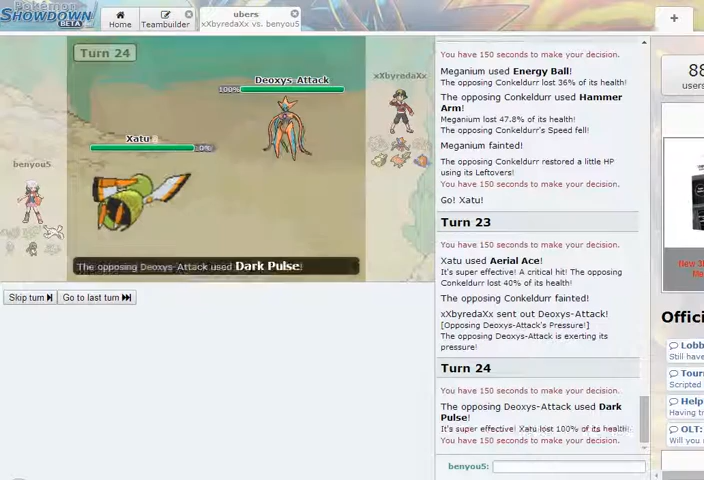 Pokémon
SHOWDOWN
BETA
Home
Teambuilder
ubers
xXbyredaXx vs. benyou5
+
Turn 24
Deoxys-Attack
100%
xXbyredaXx
Xatu
benyou5
The opposing Deoxys-Attack used Dark Pulse!
Skip turn
Go to last turn
You have 150 seconds to make your decision.
Meganium used Energy Ball!
The opposing Conkeldurr lost 36% of its health!
The opposing Conkeldurr used Hammer
Arm!
Meganium lost 47.8% of its health!
The opposing Conkeldurr's Speed fell!
Meganium fainted!
The opposing Conkeldurr restored a little HP
using its Leftovers!
You have 150 seconds to make your decision.
Go! Xatu!
Turn 23
You have 150 seconds to make your decision.
Xatu used Aerial Ace!
It's super effective! A critical hit! The opposing
Conkeldurr lost 40% of its health!
The opposing Conkeldurr fainted!
xXbyredaXx sent out Deoxys-Attack!
[Opposing Deoxys-Attack's Pressure!]
The opposing Deoxys-Attack is exerting its
pressure!
Turn 24
You have 150 seconds to make your decision.
The opposing Deoxys-Attack used Dark
Pulse!
It's super effective! Xatu lost 100% of its health!
You have 150 seconds to make your decision.
benyou5:
users
Offici
Lobb
Still have
Tour
Scripted
Help
Having tr
OLT:
Will you